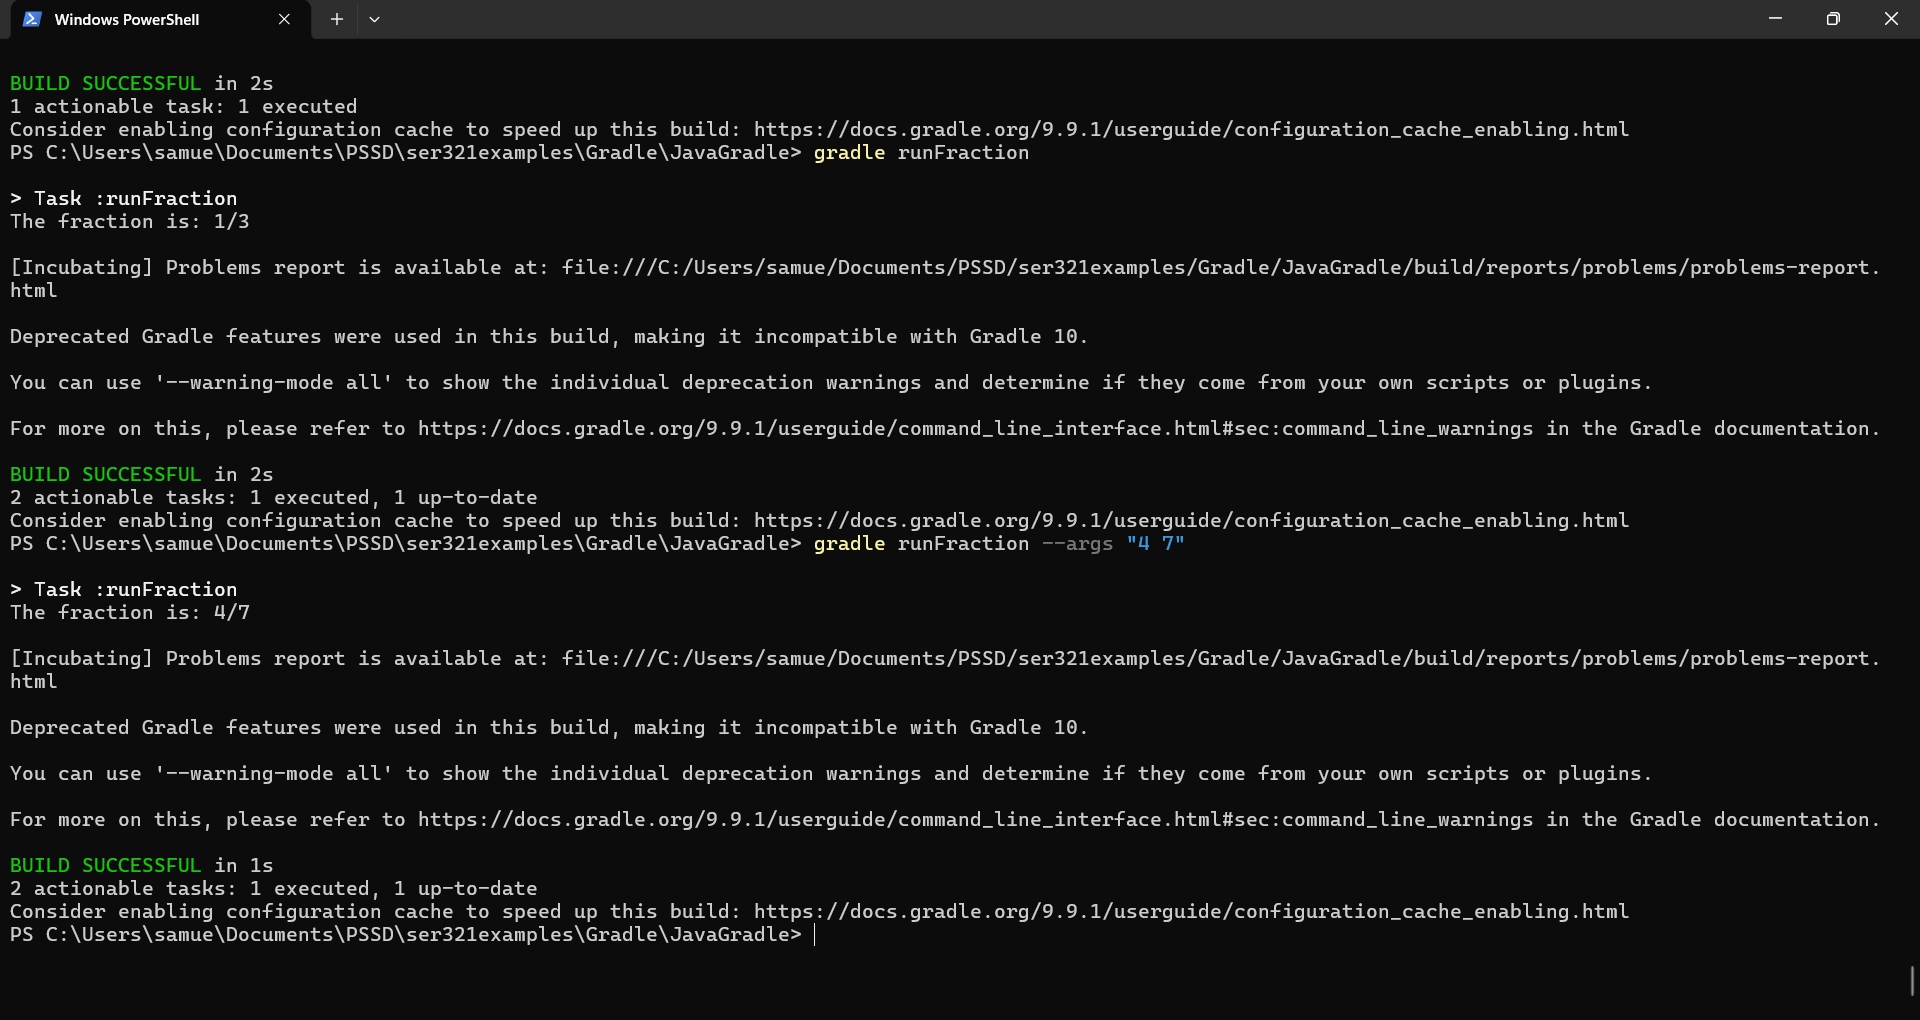 Windows PowerShell
BUILD SUCCESSFUL in 2s
1 actionable task: 1 executed
Consider enabling configuration cache to speed up this build: https://docs.gradle.org/9.9.1/userguide/configuration_cache_enabling.html
PS C:\Users\samue\Documents\PSSD\ser321examples\Gradle\JavaGradle> gradle runFraction
> Task :runFraction
The fraction is: 1/3
[Incubating] Problems report is available at: file:///C:/Users/samue/Documents/PSSD/ser321examples/Gradle/JavaGradle/build/reports/problems/problems-report.
html
Deprecated Gradle features were used in this build, making it incompatible with Gradle 10.
You can use '--warning-mode all' to show the individual deprecation warnings and determine if they come from your own scripts or plugins.
For more on this, please refer to https://docs.gradle.org/9.9.1/userguide/command_line_interface.html#sec:command_line_warnings in the Gradle documentation.
BUILD SUCCESSFUL in 2s
2 actionable tasks: 1 executed, 1 up-to-date
Consider enabling configuration cache to speed up this build: https://docs.gradle.org/9.9.1/userguide/configuration_cache_enabling.html
PS C:\Users\samue\Documents\PSSD\ser321examples\Gradle\JavaGradle> gradle runFraction --args "4 7"
> Task :runFraction
The fraction is: 4/7
[Incubating] Problems report is available at: file:///C:/Users/samue/Documents/PSSD/ser321examples/Gradle/JavaGradle/build/reports/problems/problems-report.
html
Deprecated Gradle features were used in this build, making it incompatible with Gradle 10.
You can use '--warning-mode all' to show the individual deprecation warnings and determine if they come from your own scripts or plugins.
For more on this, please refer to https://docs.gradle.org/9.9.1/userguide/command_line_interface.html#sec:command_line_warnings in the Gradle documentation.
BUILD SUCCESSFUL in 1s
2 actionable tasks: 1 executed, 1 up-to-date
Consider enabling configuration cache to speed up this build: https://docs.gradle.org/9.9.1/userguide/configuration_cache_enabling.html
PS C:\Users\samue\Documents\PSSD\ser321examples\Gradle\JavaGradle>